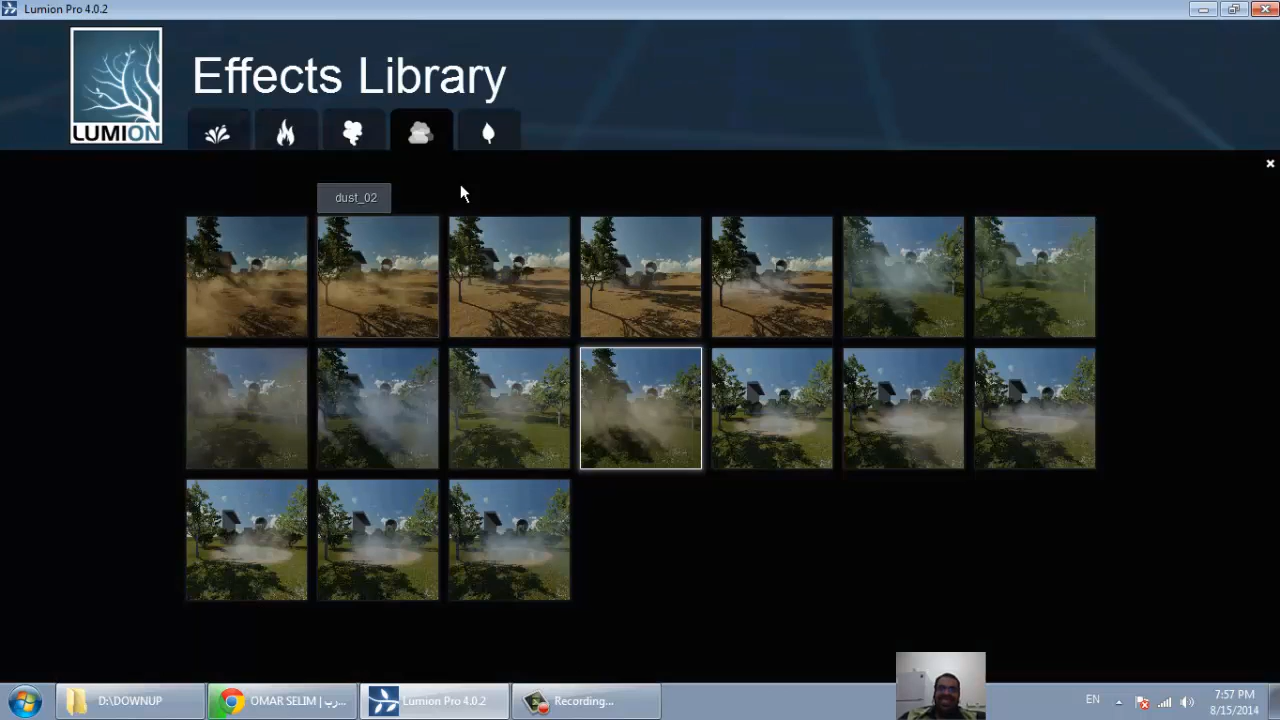 Lumion Pro 4.0.2
LUMION
Effects Library
dust_02
D:\DOWNUP
OMAR SELIM | رب...
Lumion Pro 4.0.2
Recording...
EN
7:57 PM
8/15/2014